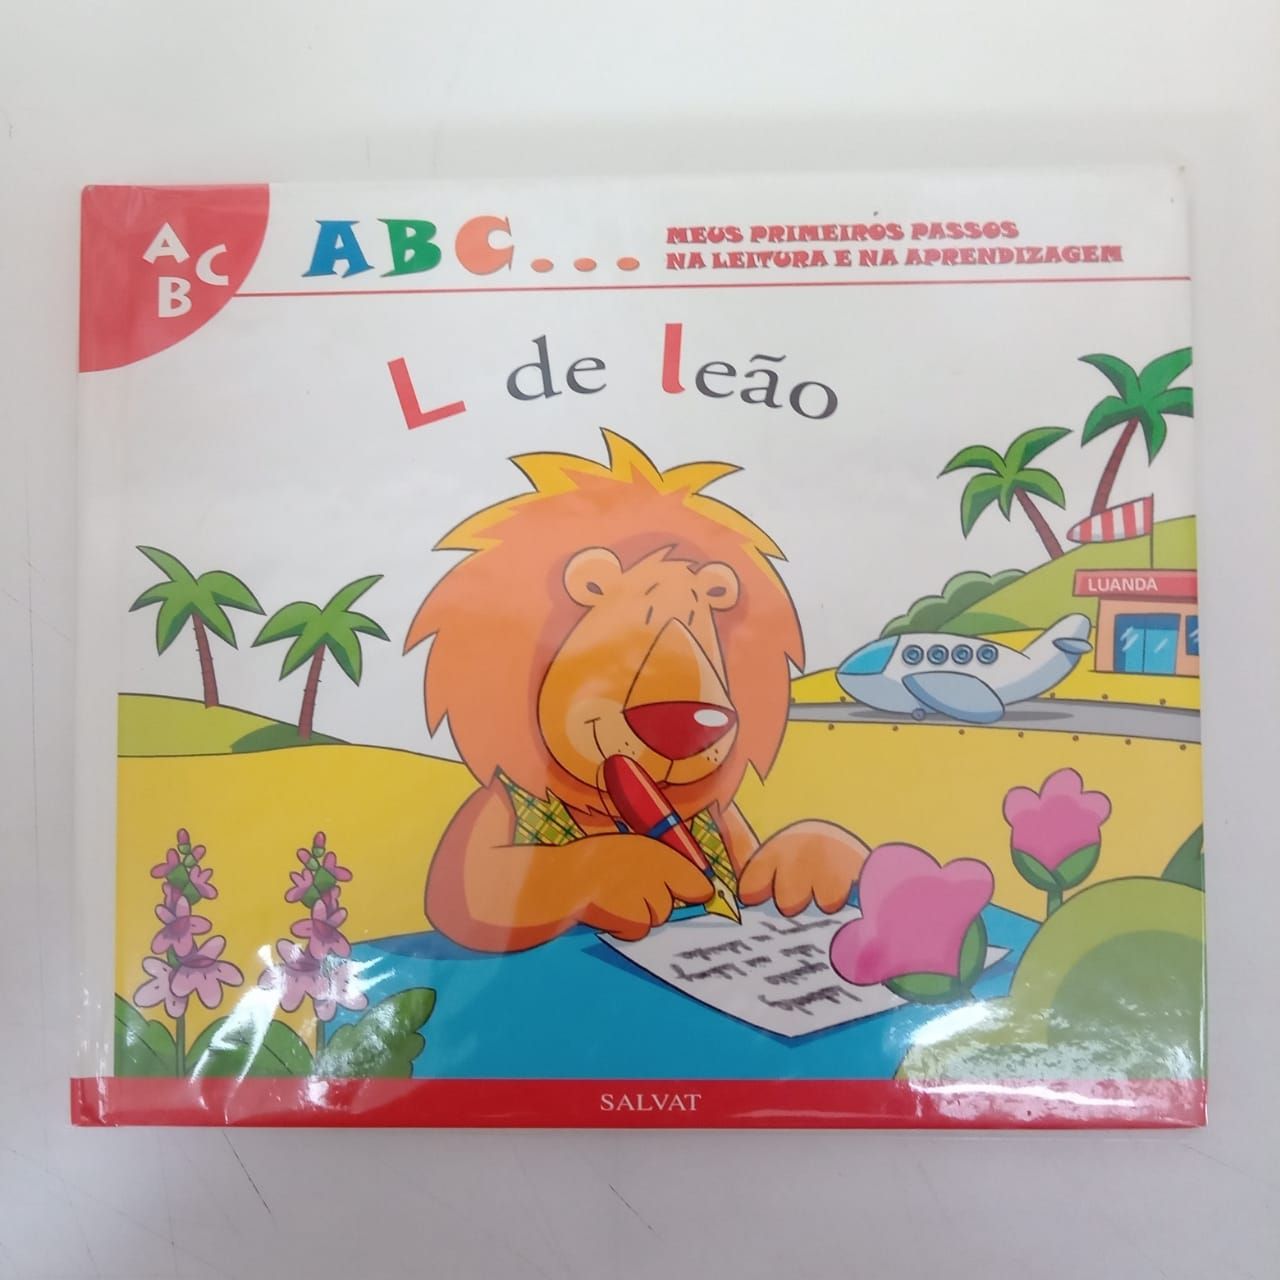 A
B
C
ABC...
MEUS PRIMEIROS PASSOS
NA LEITURA E NA APRENDIZAGEM
L de leão
LUANDA
SALVAT